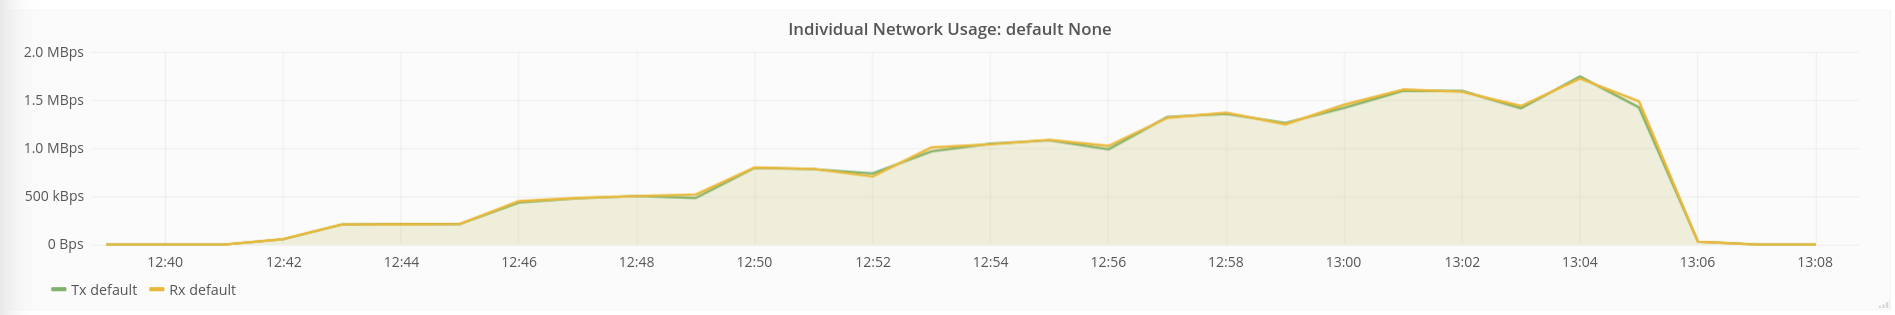 Individual Network Usage: default None
2.0 MBps
1.5 MBps
1.0 MBps
500 kBps
0 Bps
12:40 12:42 12:44 12:46 12:48 12:50 12:52 12:54 12:56 12:58 13:00 13:02 13:04 13:06 13:08
Tx default Rx default